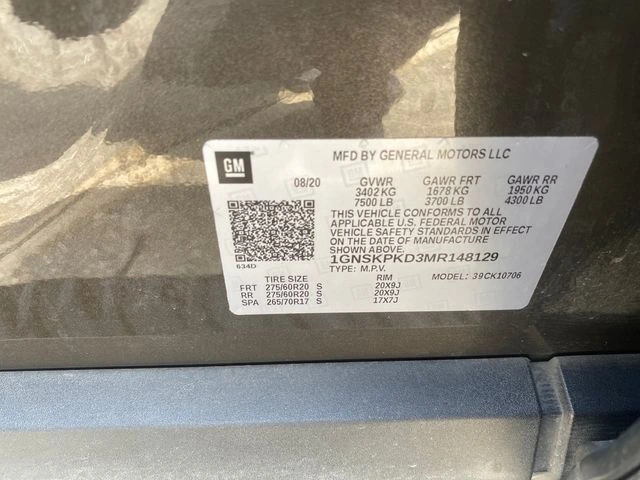 GM
MFD BY GENERAL MOTORS LLC
08/20 GVWR GAWR FRT GAWR RR
3402 KG 1678 KG 1950 KG
7500 LB 3700 LB 4300 LB
THIS VEHICLE CONFORMS TO ALL
APPLICABLE U.S. FEDERAL MOTOR
VEHICLE SAFETY STANDARDS IN EFFECT
ON THE DATE OF MANUFACTURE
SHOWN ABOVE.
634D
1GNSKPKD3MR148129
TYPE: M.P.V. MODEL: 39CK10706
TIRE SIZE RIM
FRT 275/60R20 S 20X9J
RR 275/60R20 S 20X9J
SPA 265/70R17 S 17X7J